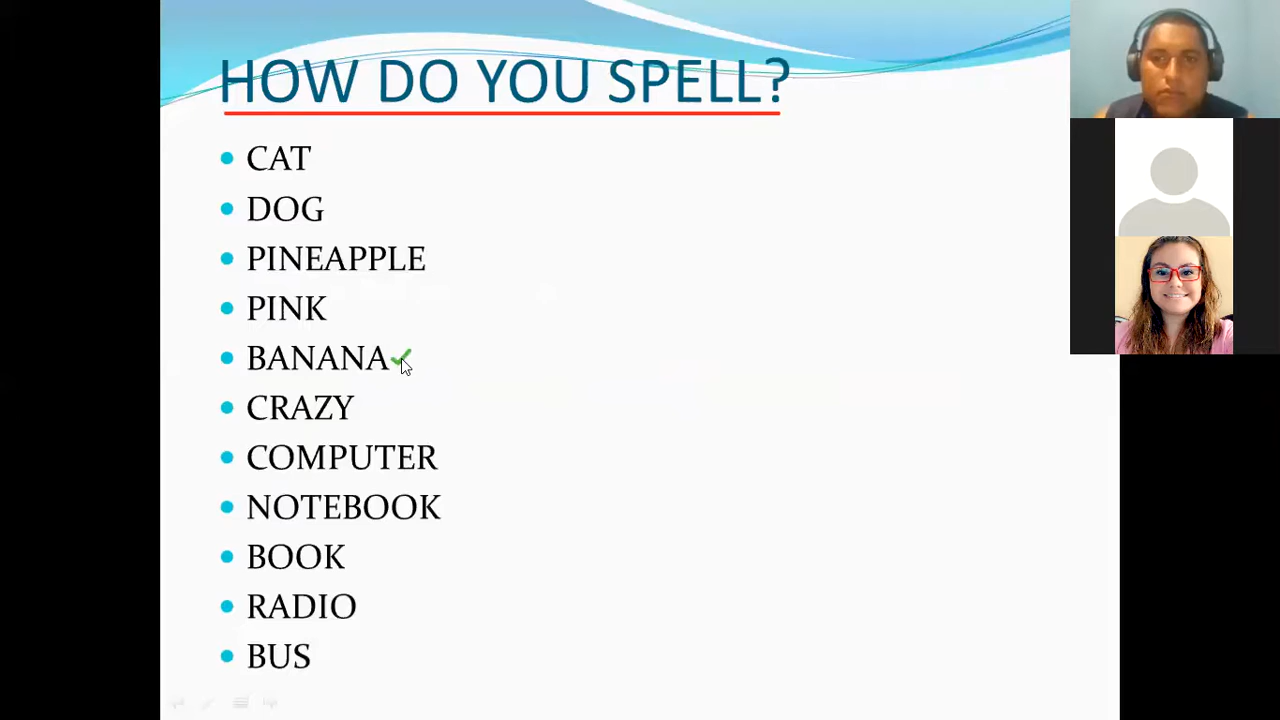 HOW DO YOU SPELL?
CAT
DOG
PINEAPPLE
PINK
BANANA
CRAZY
COMPUTER
NOTEBOOK
BOOK
RADIO
BUS